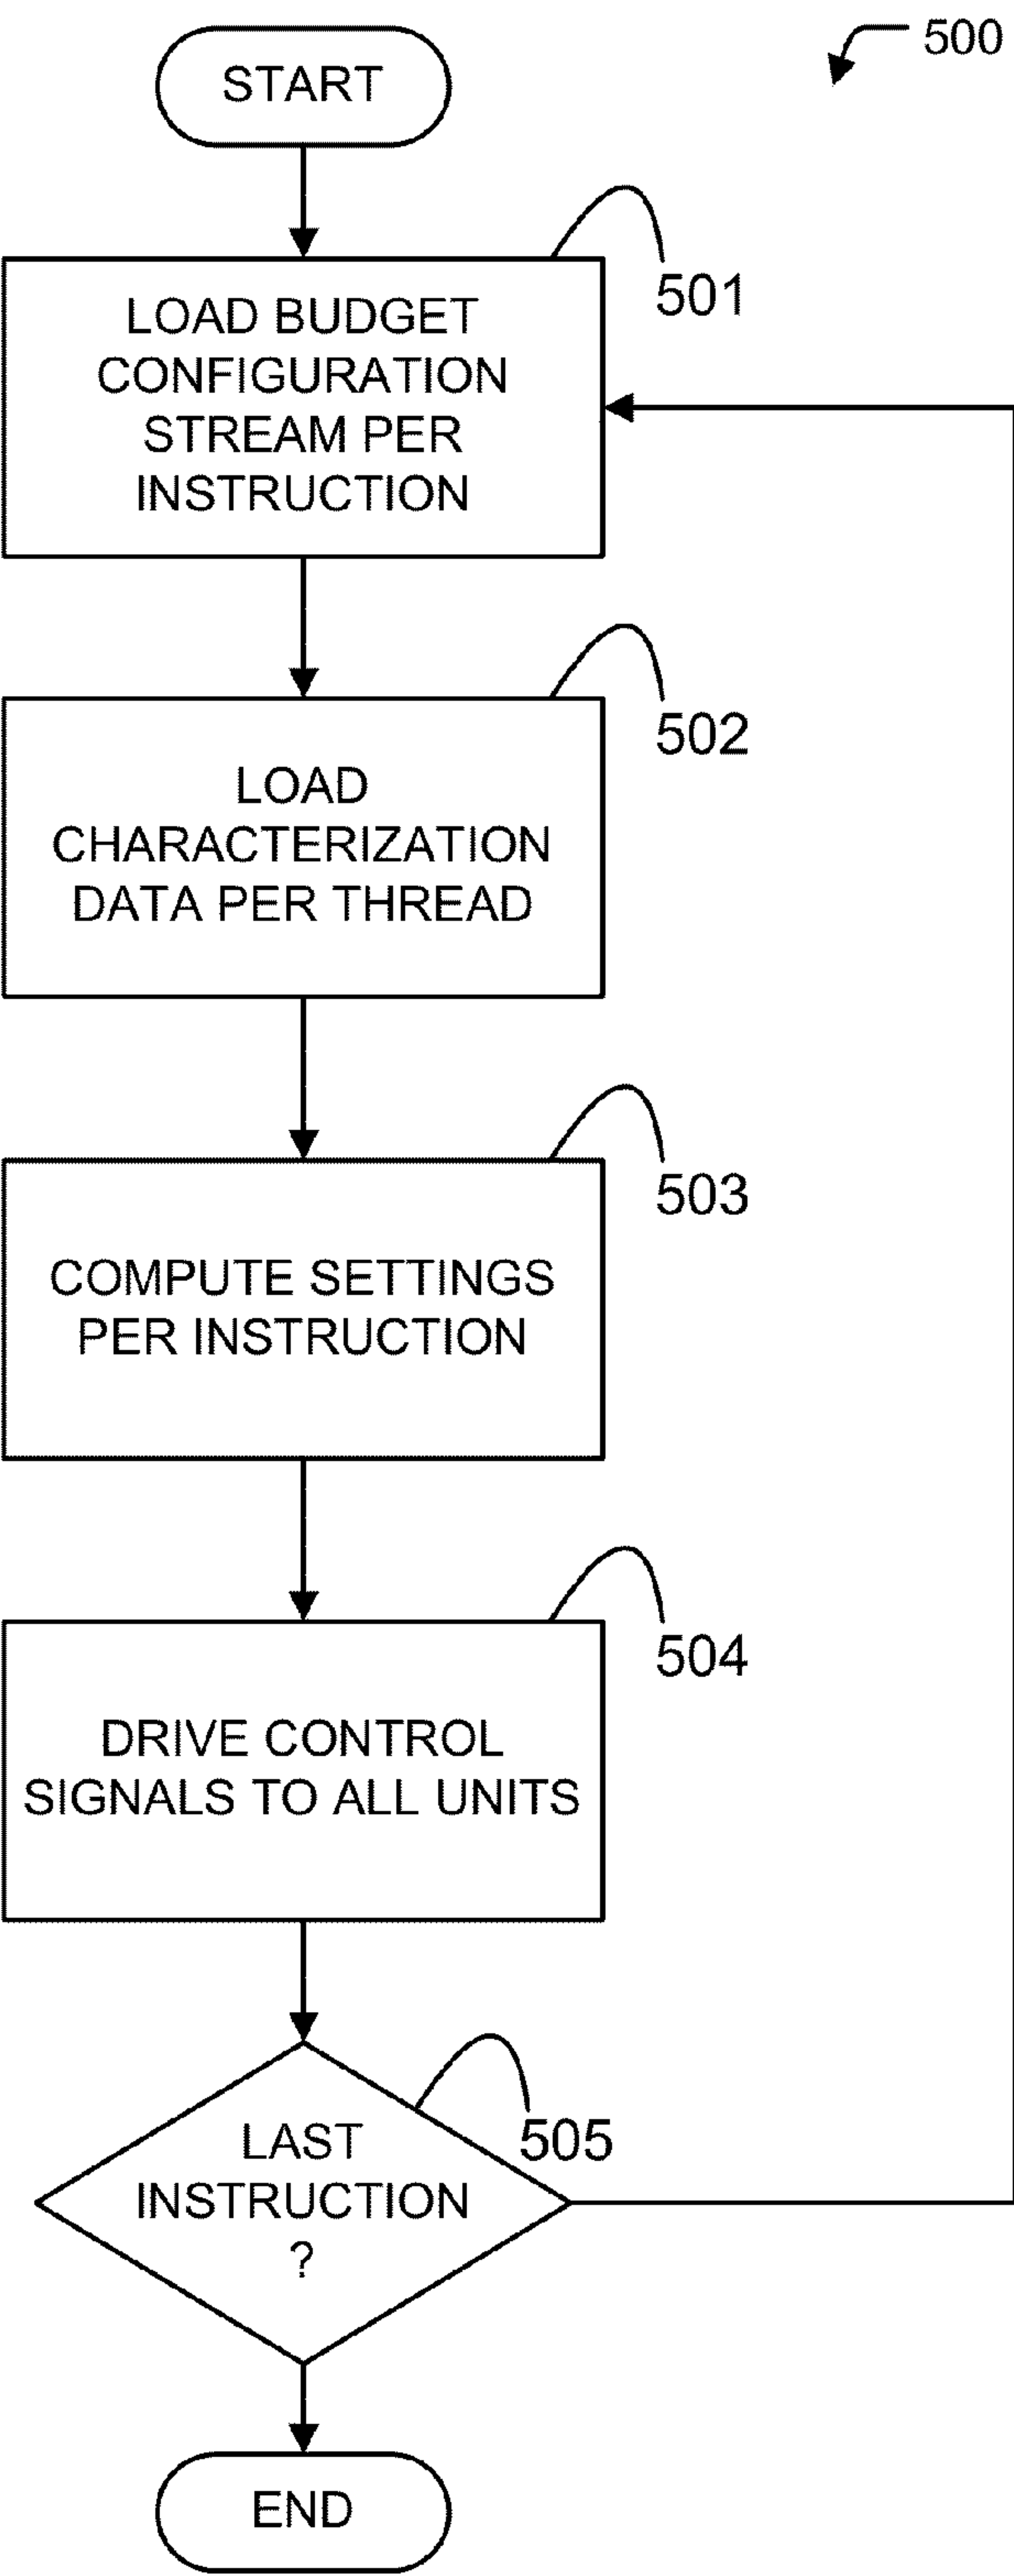 500
START
501
LOAD BUDGET
CONFIGURATION
STREAM PER
INSTRUCTION
502
LOAD
CHARACTERIZATION
DATA PER THREAD
503
COMPUTE SETTINGS
PER INSTRUCTION
504
DRIVE CONTROL
SIGNALS TO ALL UNITS
505
LAST
INSTRUCTION
?
END